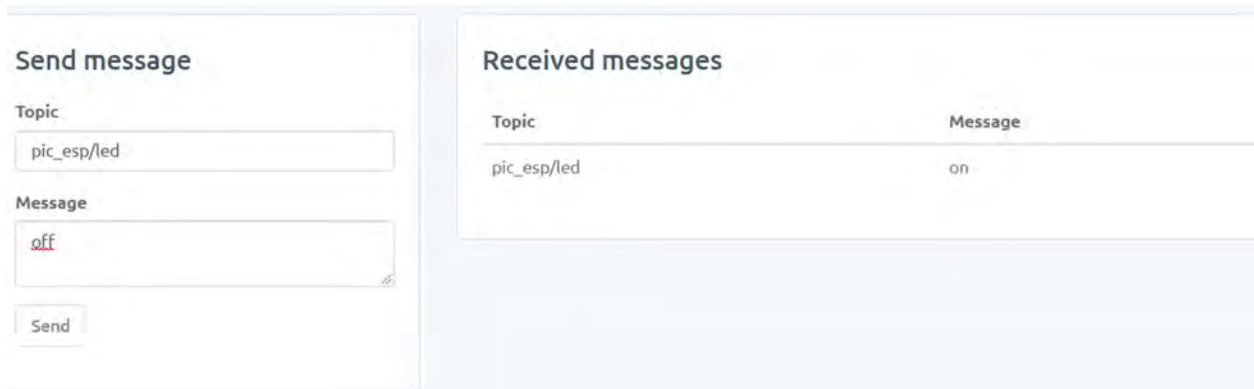 Send message
Topic
pic_esp/led
Message
off
Send
Received messages
Topic Message
pic_esp/led on